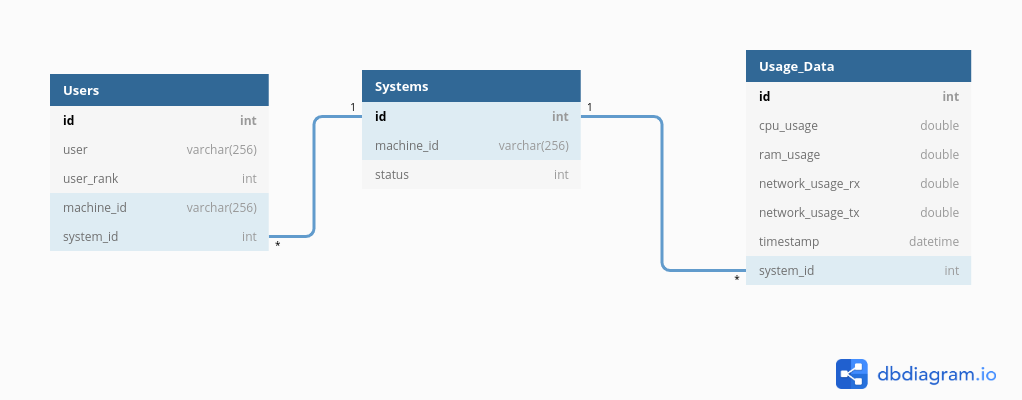 Users
id int
user varchar(256)
user_rank int
machine_id varchar(256)
system_id int
*
1
Systems
id int
machine_id varchar(256)
status int
1
*
Usage_Data
id int
cpu_usage double
ram_usage double
network_usage_rx double
network_usage_tx double
timestamp datetime
system_id int
dbdiagram.io